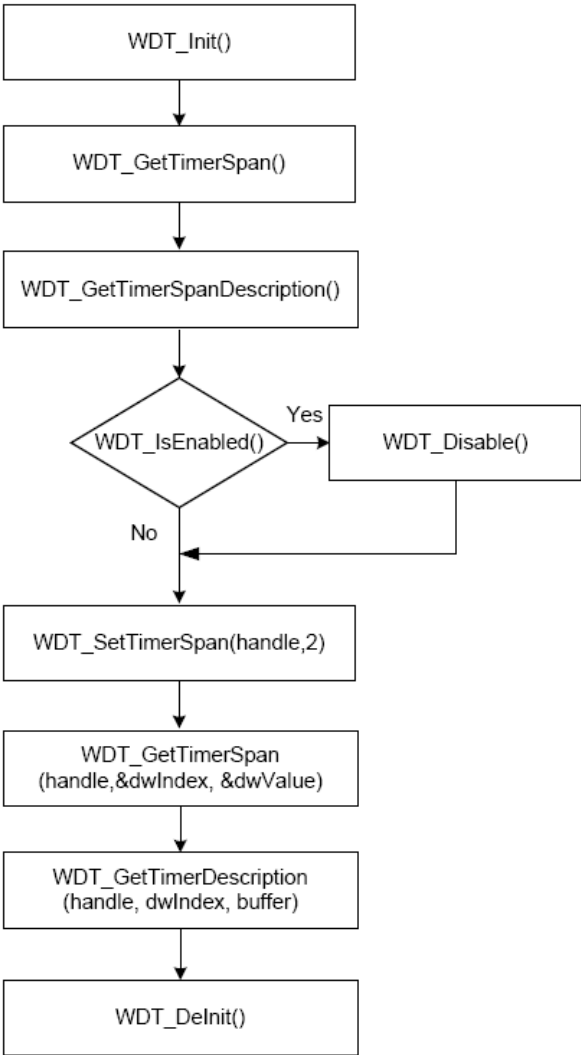 WDT_Init()
WDT_GetTimerSpan()
WDT_GetTimerSpanDescription()
WDT_IsEnabled()
Yes
WDT_Disable()
No
WDT_SetTimerSpan(handle,2)
WDT_GetTimerSpan
(handle,&dwIndex, &dwValue)
WDT_GetTimerDescription
(handle, dwIndex, buffer)
WDT_DeInit()